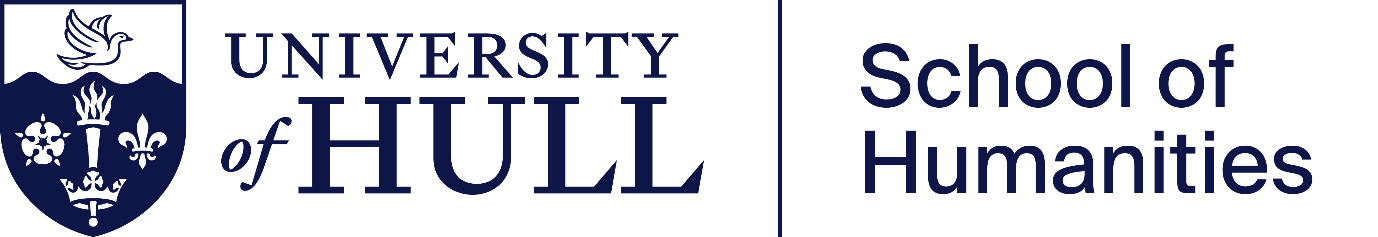 UNIVERSITY
of HULL
School of
Humanities